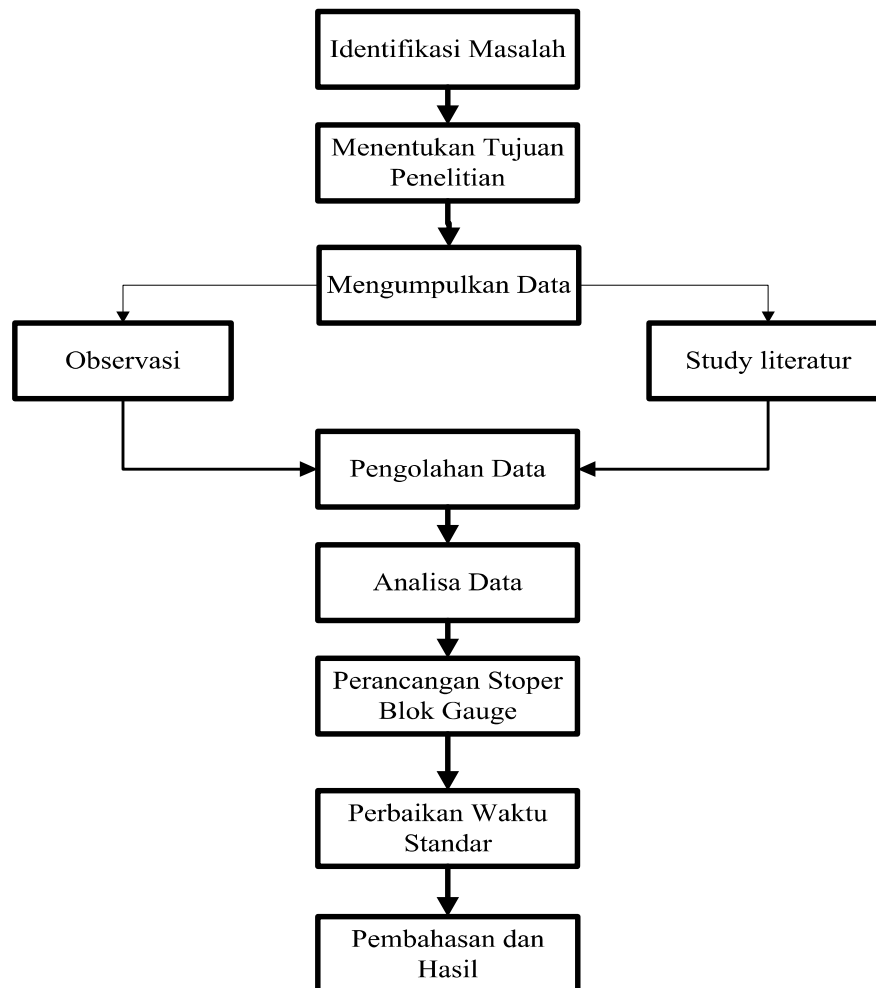 Identifikasi Masalah
Menentukan Tujuan
Penelitian
Mengumpulkan Data
Observasi
Study literatur
Pengolahan Data
Analisa Data
Perancangan Stoper
Blok Gauge
Perbaikan Waktu
Standar
Pembahasan dan
Hasil